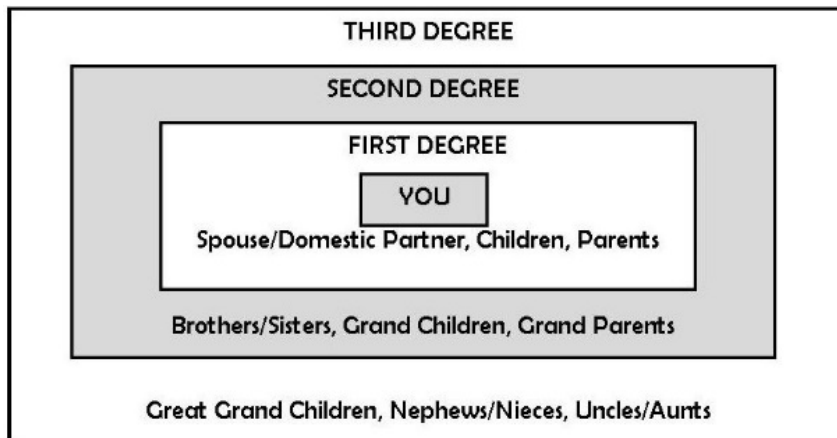 THIRD DEGREE
SECOND DEGREE
FIRST DEGREE
YOU
Spouse/Domestic Partner, Children, Parents
Brothers/Sisters, Grand Children, Grand Parents
Great Grand Children, Nephews/Nieces, Uncles/Aunts